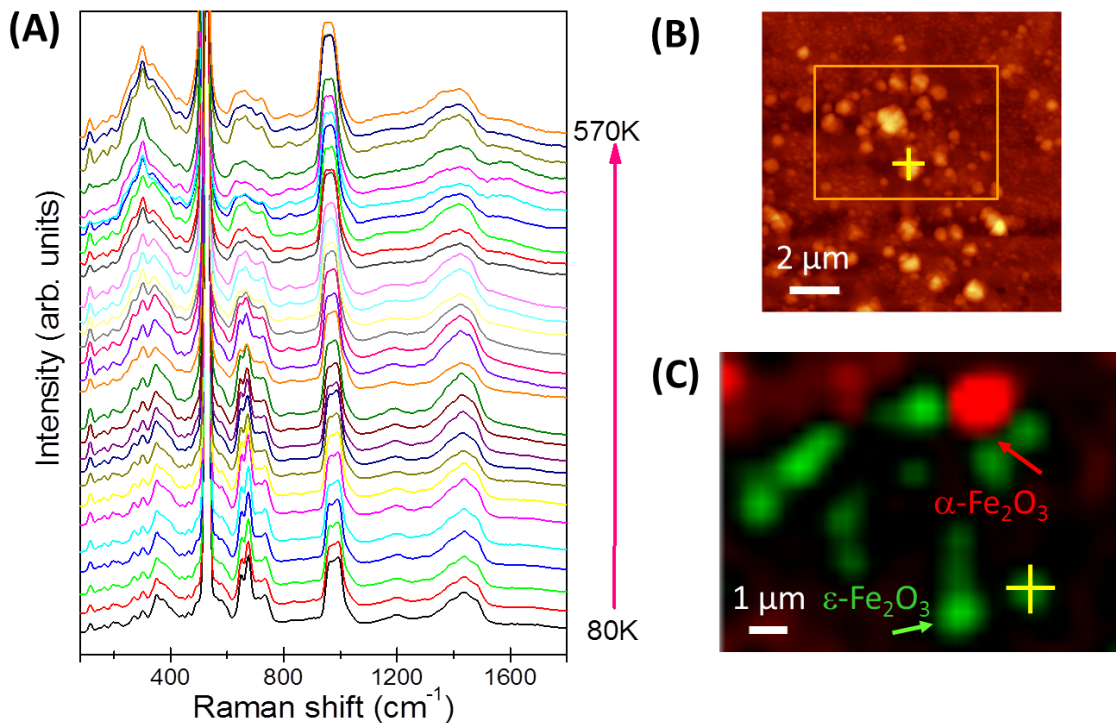 (A)
Intensity (arb. units)
400
800
1200
1600
Raman shift (cm⁻¹)
570K
80K
(B)
2 µm
(C)
α-Fe₂O₃
ε-Fe₂O₃
1 µm